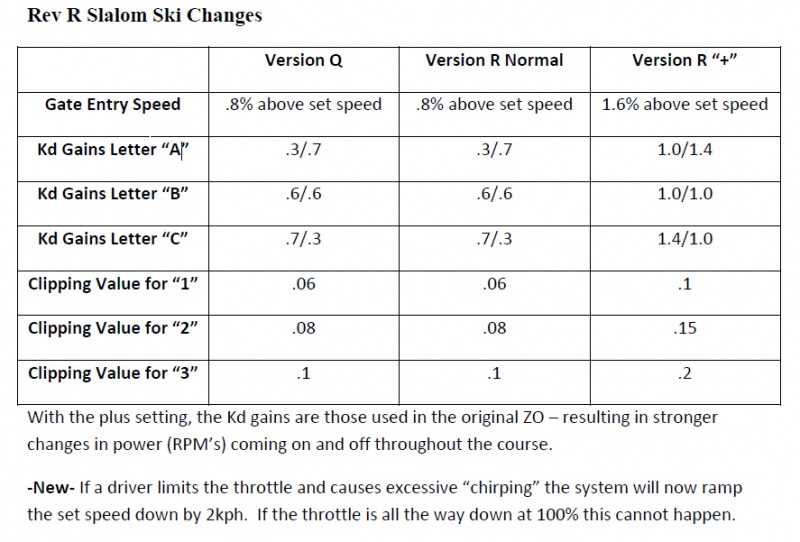 Rev R Slalom Ski Changes
Version Q Version R Normal Version R “+”
Gate Entry Speed .8% above set speed .8% above set speed 1.6% above set speed
Kd Gains Letter “A” .3/.7 .3/.7 1.0/1.4
Kd Gains Letter “B” .6/.6 .6/.6 1.0/1.0
Kd Gains Letter “C” .7/.3 .7/.3 1.4/1.0
Clipping Value for “1” .06 .06 .1
Clipping Value for “2” .08 .08 .15
Clipping Value for “3” .1 .1 .2
With the plus setting, the Kd gains are those used in the original ZO – resulting in stronger
changes in power (RPM’s) coming on and off throughout the course.
-New- If a driver limits the throttle and causes excessive “chirping” the system will now ramp
the set speed down by 2kph.  If the throttle is all the way down at 100% this cannot happen.